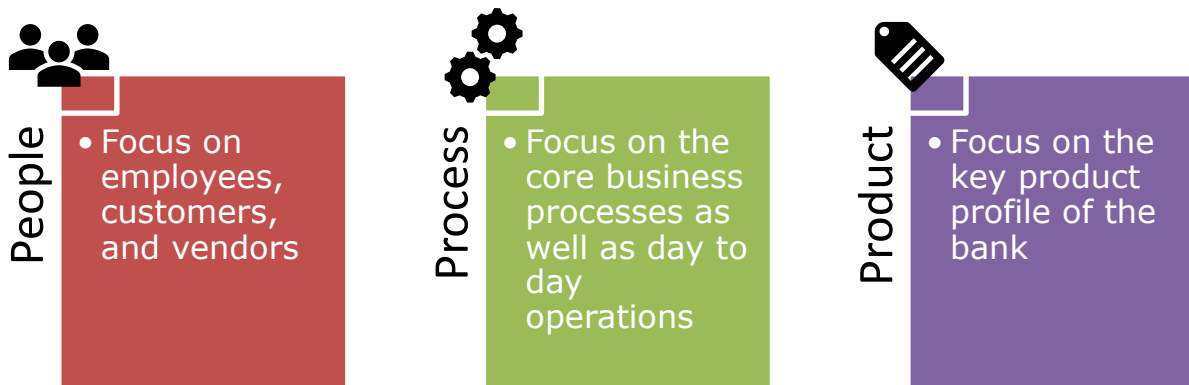 People
• Focus on
employees,
customers,
and vendors
Process
• Focus on the
core business
processes as
well as day to
day
operations
Product
• Focus on the
key product
profile of the
bank